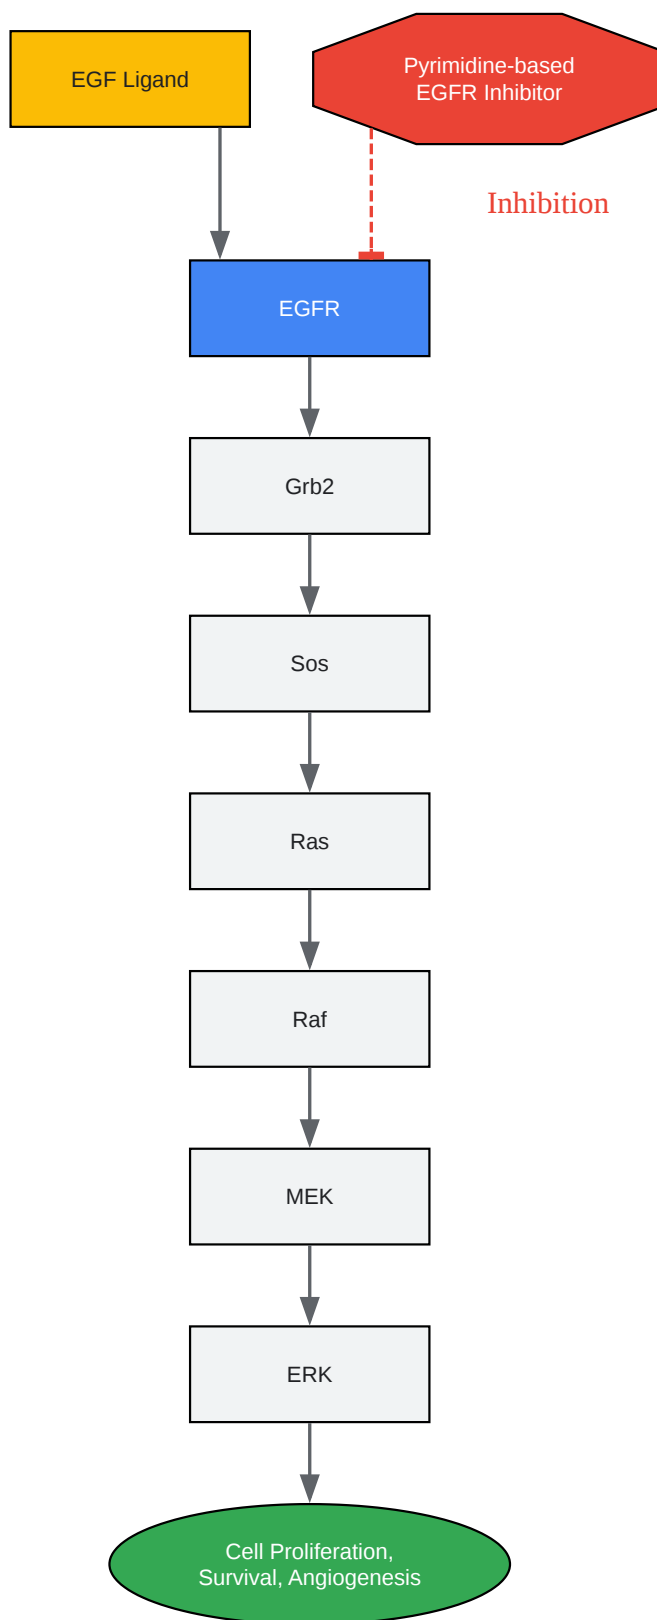 EGF Ligand
Pyrimidine-based
EGFR Inhibitor
Inhibition
EGFR
Grb2
Sos
Ras
Raf
MEK
ERK
Cell Proliferation,
Survival, Angiogenesis